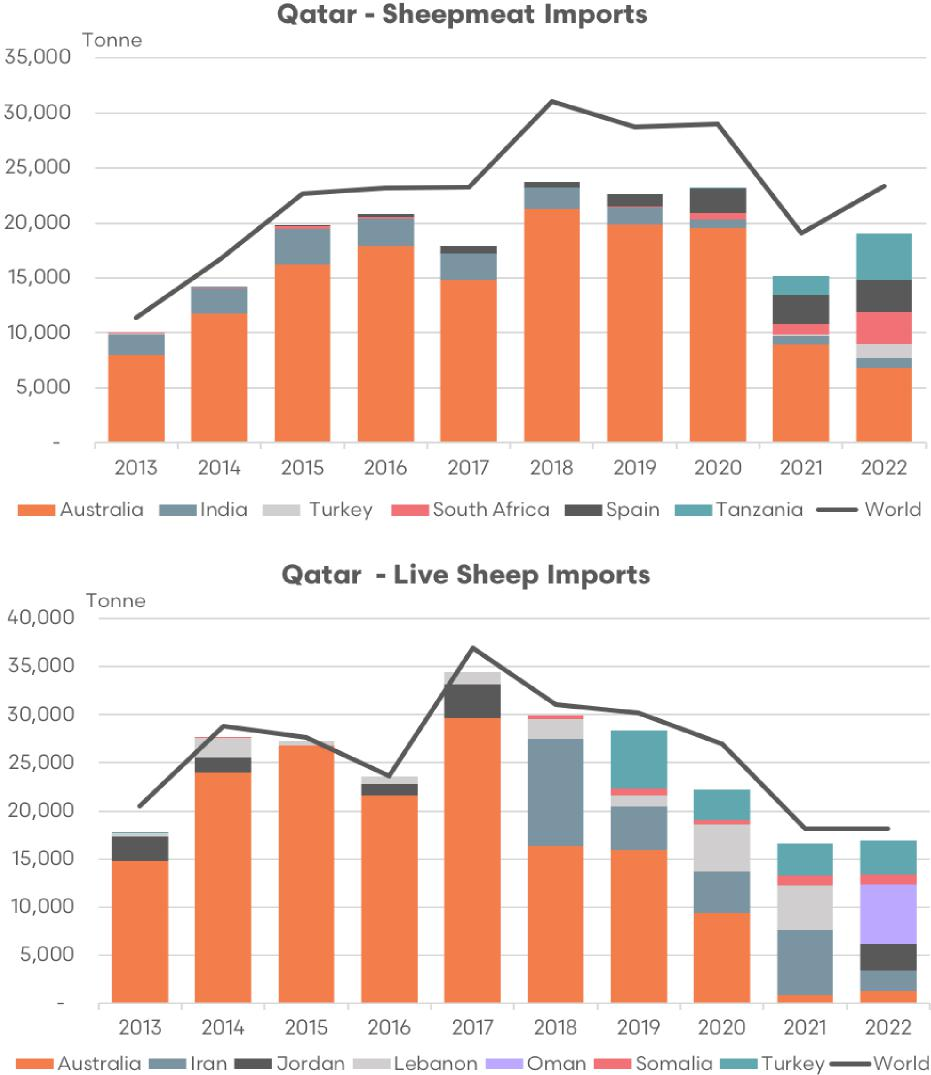 Qatar - Sheepmeat Imports
Tonne
35,000
30,000
25,000
20,000
15,000
10,000
5,000
-
2013 2014 2015 2016 2017 2018 2019 2020 2021 2022
Australia India Turkey South Africa Spain Tanzania World
Qatar - Live Sheep Imports
Tonne
40,000
35,000
30,000
25,000
20,000
15,000
10,000
5,000
-
2013 2014 2015 2016 2017 2018 2019 2020 2021 2022
Australia Iran Jordan Lebanon Oman Somalia Turkey World